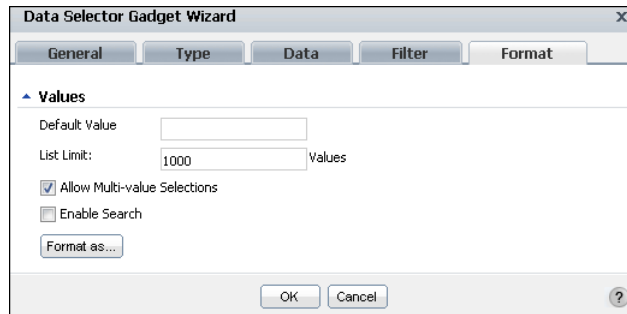 Data Selector Gadget Wizard x
General Type Data Filter Format
Values
Default Value
List Limit: 1000 Values
Allow Multi-value Selections
Enable Search
Format as...
OK Cancel ?